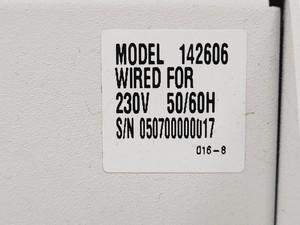 MODEL 142606
WIRED FOR
230V 50/60H
S/N 050700000017
016-8